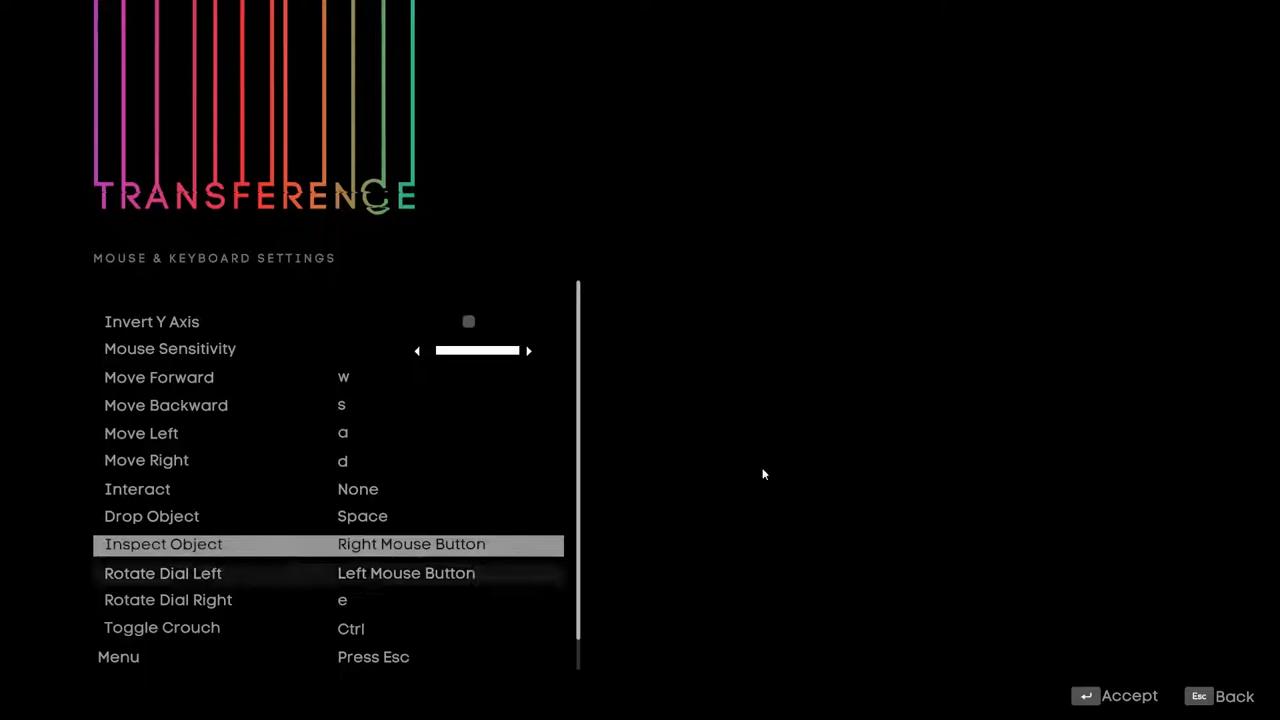 TRANSFERENCE
MOUSE & KEYBOARD SETTINGS
Invert Y Axis
Mouse Sensitivity
Move Forward w
Move Backward s
Move Left a
Move Right d
Interact None
Drop Object Space
Inspect Object Right Mouse Button
Rotate Dial Left Left Mouse Button
Rotate Dial Right e
Toggle Crouch Ctrl
Menu Press Esc
Accept Esc Back